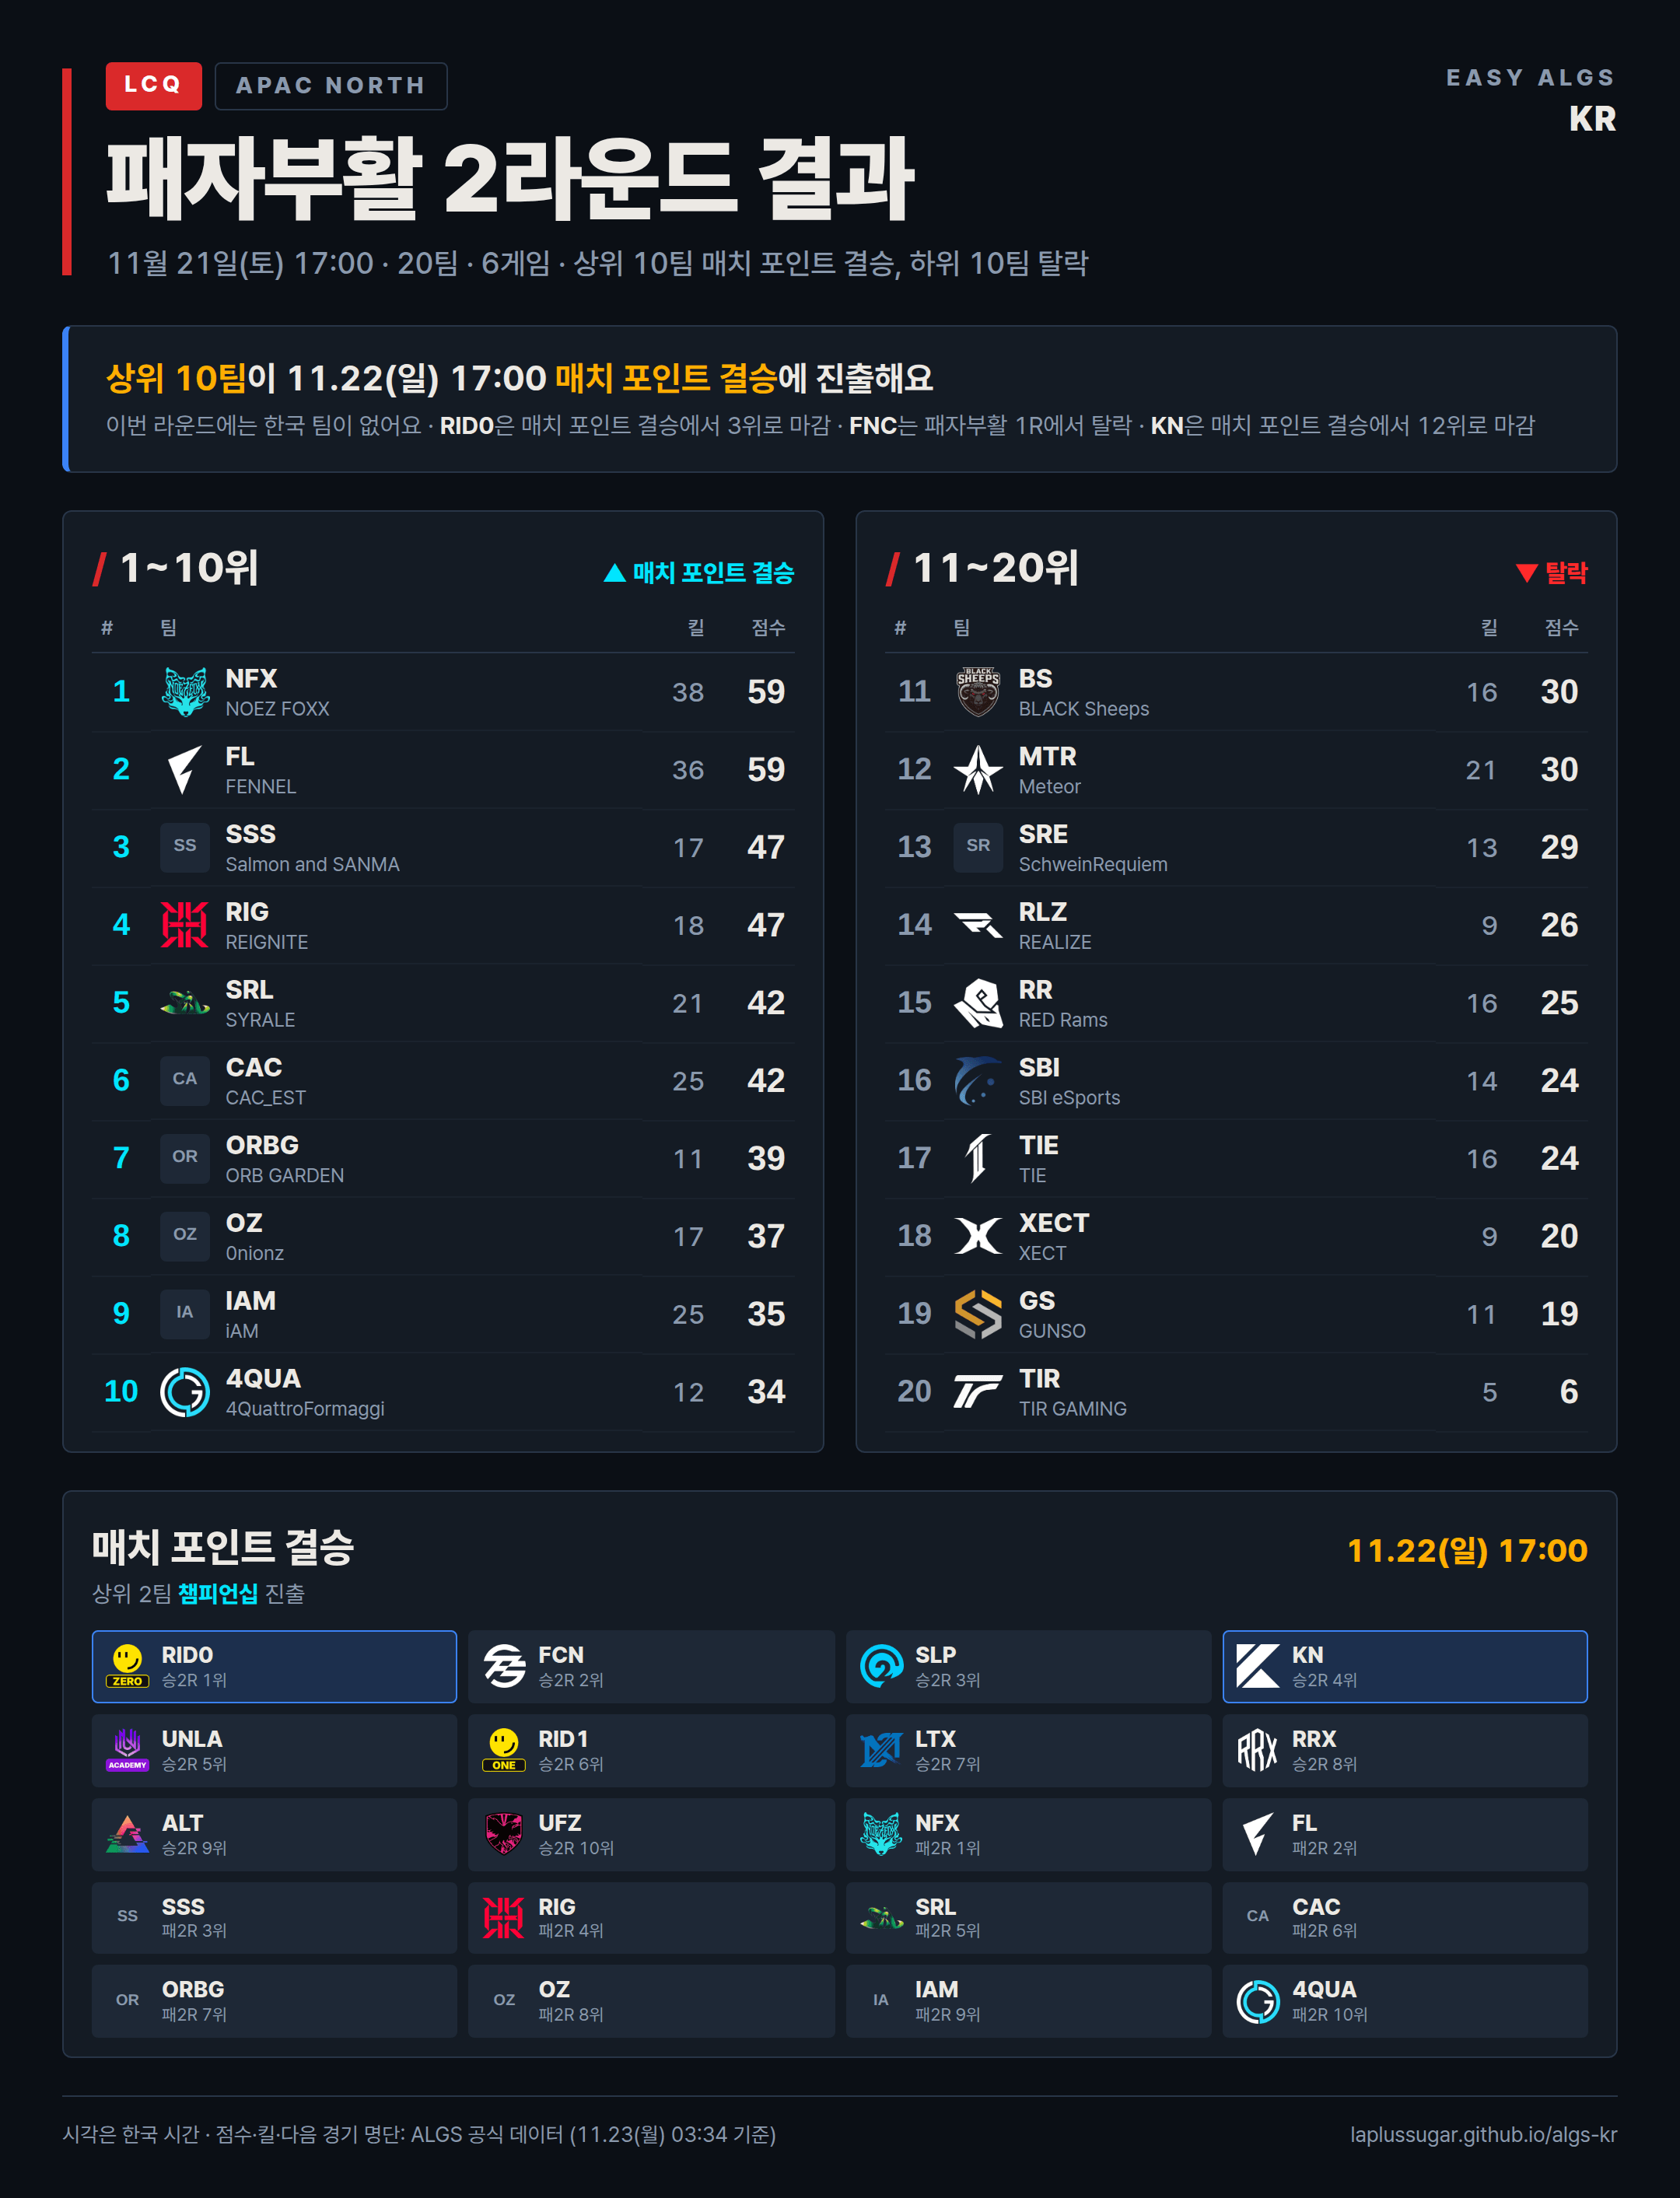 LCQ APAC NORTH
EASY ALGS
KR
패자부활 2라운드 결과
11월 21일(토) 17:00 · 20팀 · 6게임 · 상위 10팀 매치 포인트 결승, 하위 10팀 탈락
상위 10팀이 11.22(일) 17:00 매치 포인트 결승에 진출해요
이번 라운드에는 한국 팀이 없어요 · RID0은 매치 포인트 결승에서 3위로 마감 · FNC는 패자부활 1R에서 탈락 · KN은 매치 포인트 결승에서 12위로 마감
/ 1~10위 ▲ 매치 포인트 결승
# 팀 킬 점수
1 NFX 38 59
NOEZ FOXX
2 FL 36 59
FENNEL
3 SS SSS 17 47
Salmon and SANMA
4 RIG 18 47
REIGNITE
5 SRL 21 42
SYRALE
6 CA CAC 25 42
CAC_EST
7 OR ORBG 11 39
ORB GARDEN
8 OZ OZ 17 37
0nionz
9 IA IAM 25 35
iAM
10 4QUA 12 34
4QuattroFormaggi
/ 11~20위 ▼ 탈락
# 팀 킬 점수
11 BLACK SHEEPS BS 16 30
BLACK Sheeps
12 MTR 21 30
Meteor
13 SR SRE 13 29
SchweinRequiem
14 RLZ 9 26
REALIZE
15 RR 16 25
RED Rams
16 SBI 14 24
SBI eSports
17 TIE 16 24
TIE
18 XECT 9 20
XECT
19 GS 11 19
GUNSO
20 TIR 5 6
TIR GAMING
매치 포인트 결승 11.22(일) 17:00
상위 2팀 챔피언십 진출
ZERO RID0
승2R 1위
FCN
승2R 2위
SLP
승2R 3위
KN
승2R 4위
ACADEMY UNLA
승2R 5위
ONE RID1
승2R 6위
LTX
승2R 7위
RRX RRX
승2R 8위
ALT
승2R 9위
UFZ
승2R 10위
NFX
패2R 1위
FL
패2R 2위
SS SSS
패2R 3위
RIG
패2R 4위
SRL
패2R 5위
CA CAC
패2R 6위
OR ORBG
패2R 7위
OZ OZ
패2R 8위
IA IAM
패2R 9위
4QUA
패2R 10위
시각은 한국 시간 · 점수·킬·다음 경기 명단: ALGS 공식 데이터 (11.23(월) 03:34 기준)
laplussugar.github.io/algs-kr